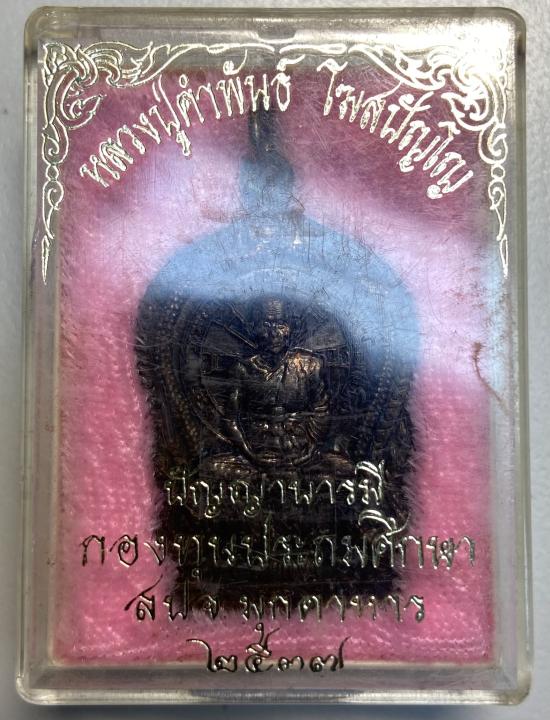 หลวงปู่คำพันธ์ โฆสปัญโญ
ปัญญาบารมี
กองทุนประถมศึกษา
สปจ.มุกดาหาร
๒๕๓๗